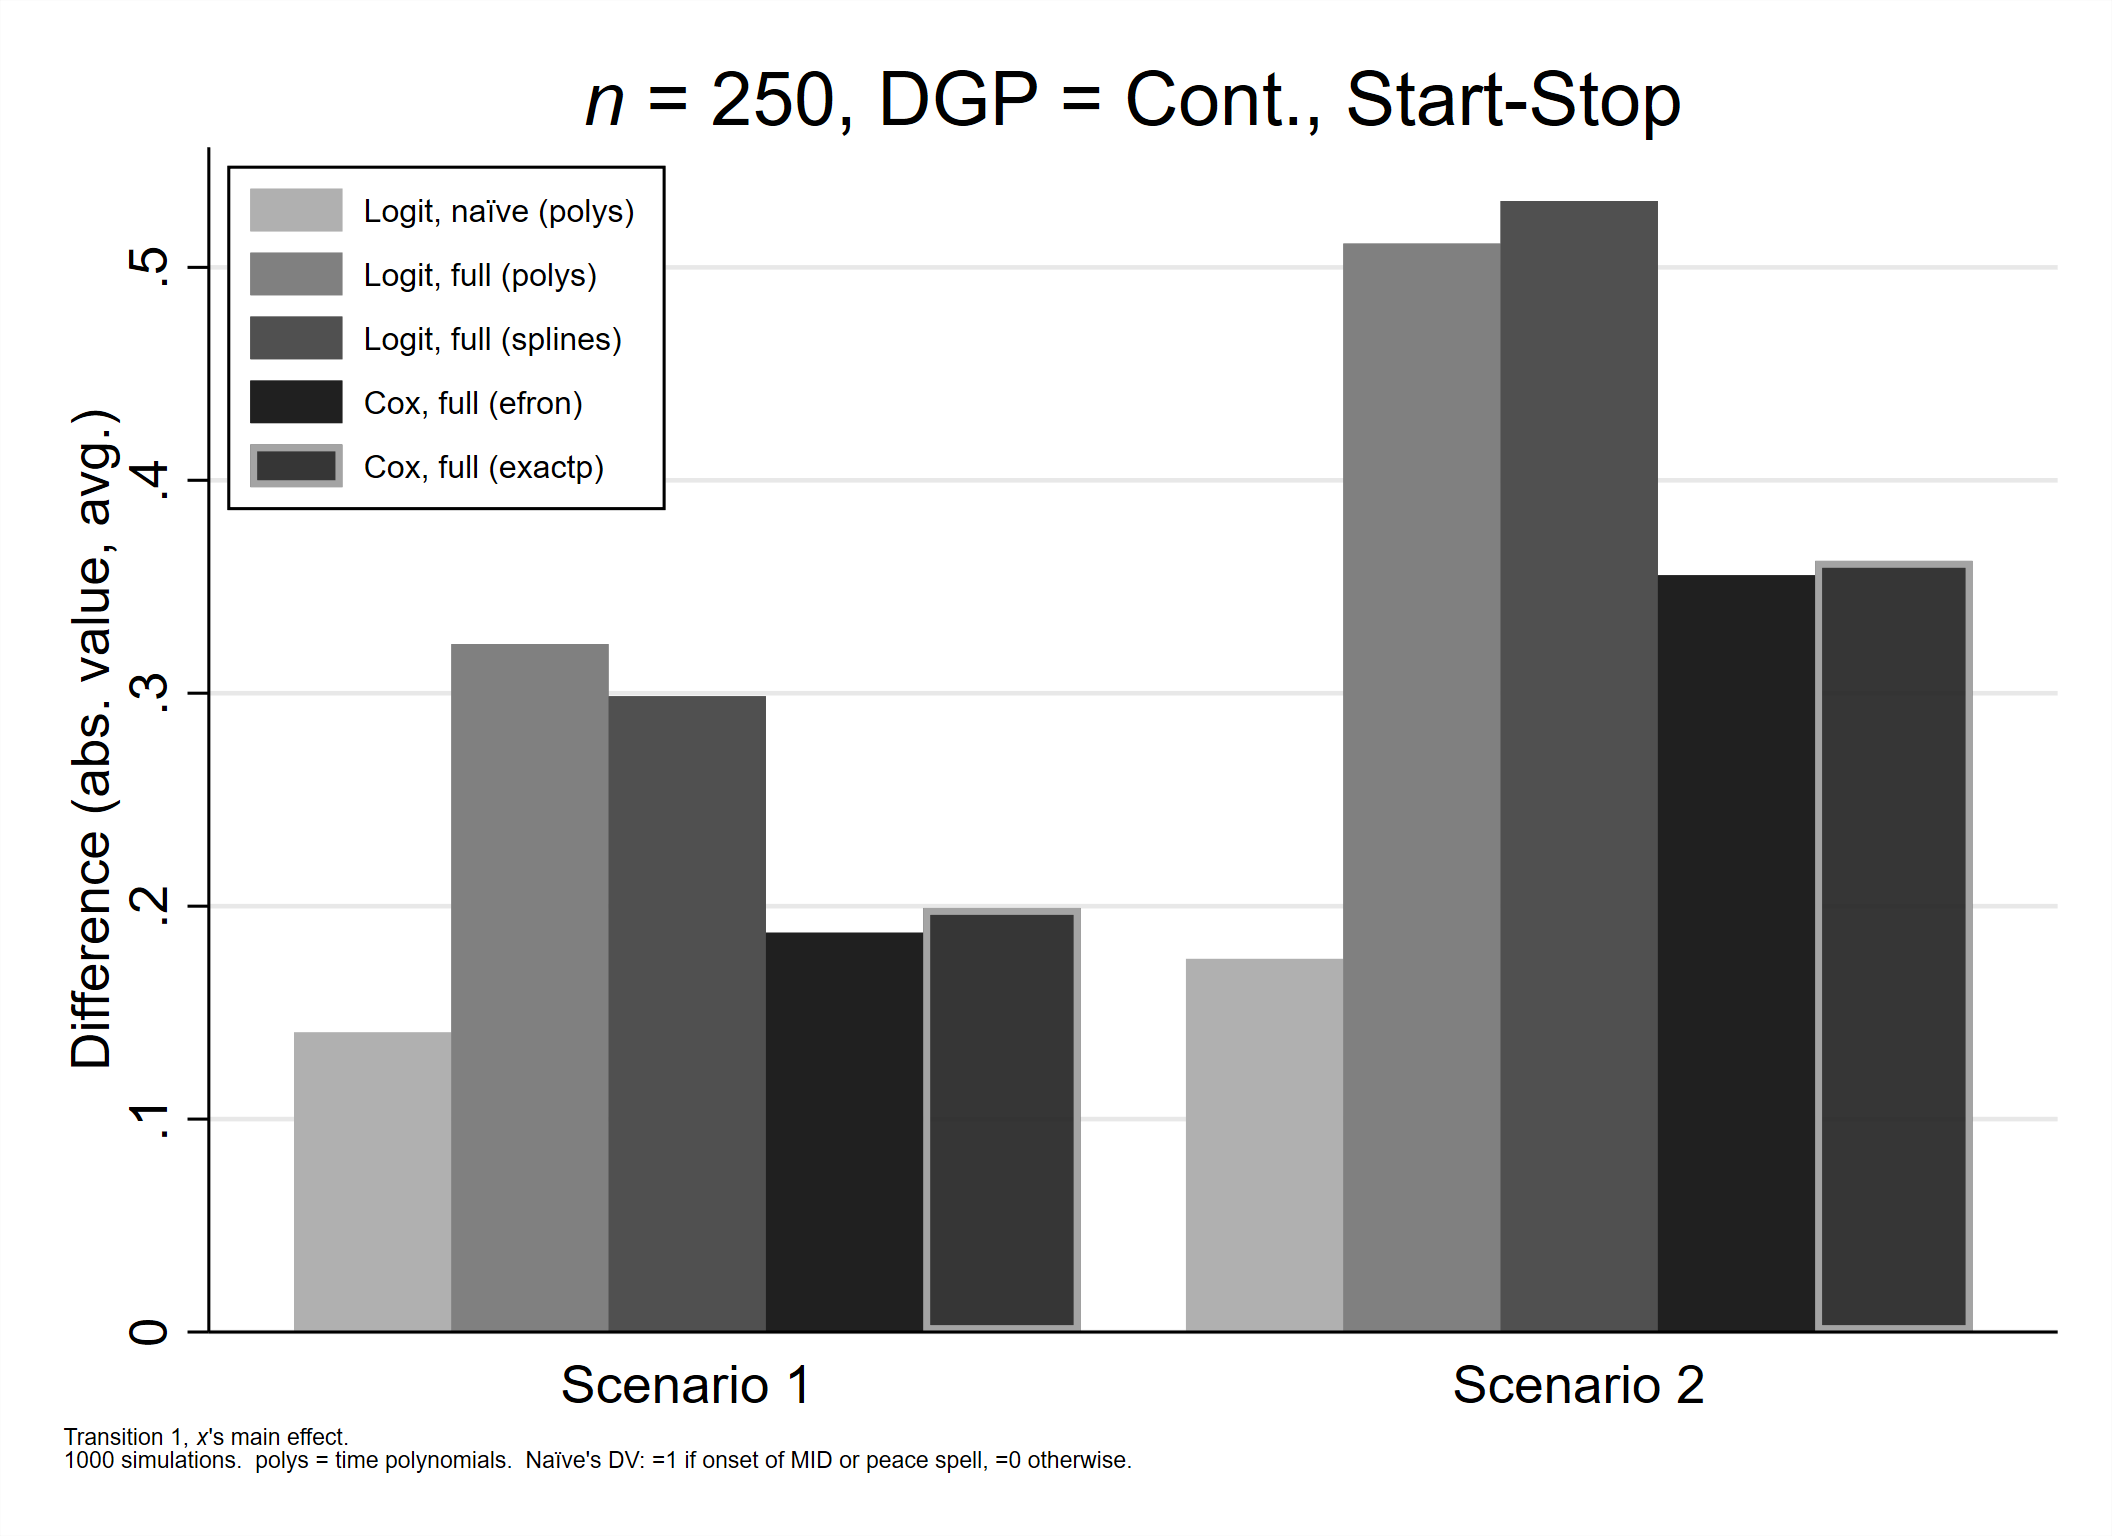 n = 250, DGP = Cont., Start-Stop
Logit, naïve (polys)
Logit, full (polys)
Logit, full (splines)
Cox, full (efron)
Cox, full (exactp)
Difference (abs. value, avg.)
.5
.4
.3
.2
.1
0
Scenario 1
Scenario 2
Transition 1, x's main effect.
1000 simulations.  polys = time polynomials.  Naïve's DV: =1 if onset of MID or peace spell, =0 otherwise.